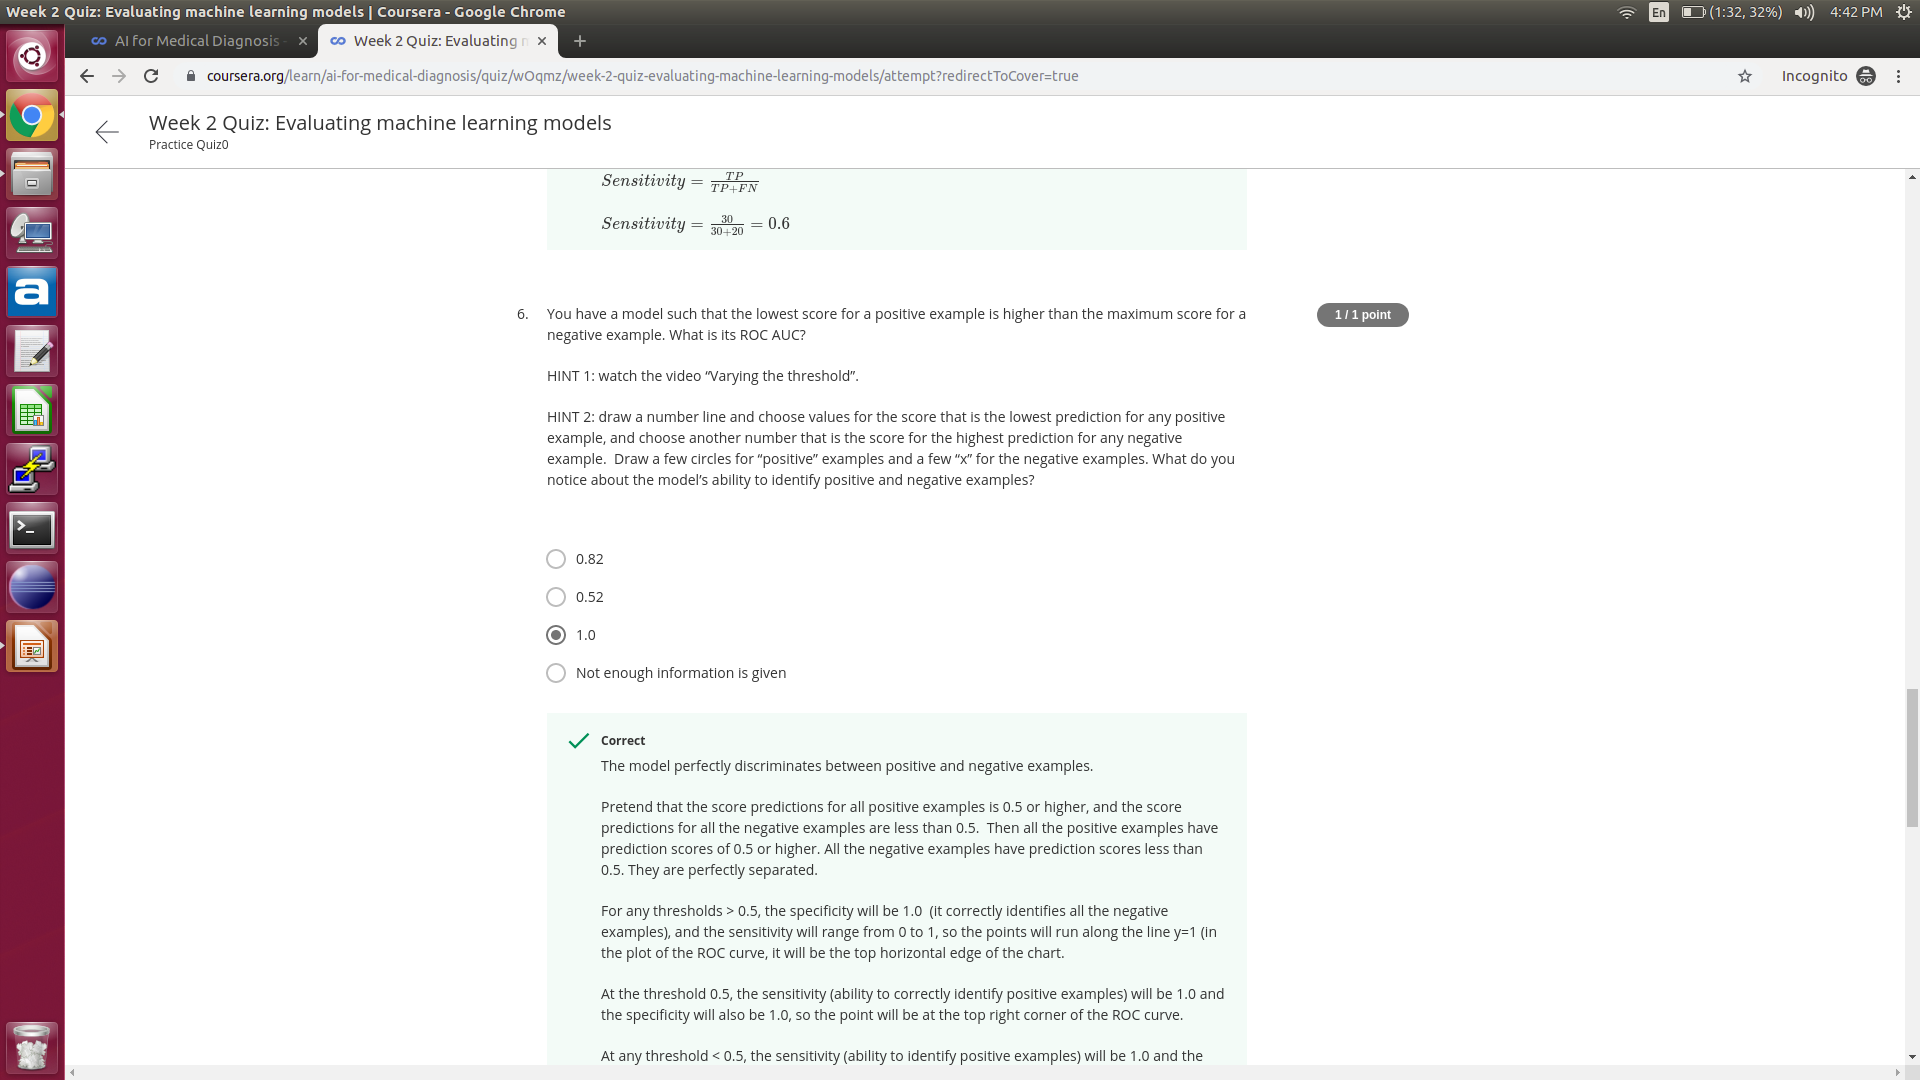 Week 2 Quiz: Evaluating machine learning models | Coursera - Google Chrome
En
(1:32, 32%)
4:42 PM
AI for Medical Diagnosis
Week 2 Quiz: Evaluating
coursera.org/learn/ai-for-medical-diagnosis/quiz/wOqmz/week-2-quiz-evaluating-machine-learning-models/attempt?redirectToCover=true
Incognito
Week 2 Quiz: Evaluating machine learning models
Practice Quiz0
Sensitivity = TP / TP+FN
Sensitivity = 30 / 30+20 = 0.6
6. You have a model such that the lowest score for a positive example is higher than the maximum score for a
negative example. What is its ROC AUC?
1 / 1 point
HINT 1: watch the video “Varying the threshold”.
HINT 2: draw a number line and choose values for the score that is the lowest prediction for any positive
example, and choose another number that is the score for the highest prediction for any negative
example.  Draw a few circles for “positive” examples and a few “x” for the negative examples. What do you
notice about the model’s ability to identify positive and negative examples?
0.82
0.52
1.0
Not enough information is given
Correct
The model perfectly discriminates between positive and negative examples.
Pretend that the score predictions for all positive examples is 0.5 or higher, and the score
predictions for all the negative examples are less than 0.5.  Then all the positive examples have
prediction scores of 0.5 or higher. All the negative examples have prediction scores less than
0.5. They are perfectly separated.
For any thresholds > 0.5, the specificity will be 1.0  (it correctly identifies all the negative
examples), and the sensitivity will range from 0 to 1, so the points will run along the line y=1 (in
the plot of the ROC curve, it will be the top horizontal edge of the chart.
At the threshold 0.5, the sensitivity (ability to correctly identify positive examples) will be 1.0 and
the specificity will also be 1.0, so the point will be at the top right corner of the ROC curve.
At any threshold < 0.5, the sensitivity (ability to identify positive examples) will be 1.0 and the